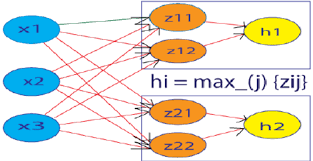 x1
z11
h1
z12
x2
hi = max_(j) {zij}
x3
z21
h2
z22